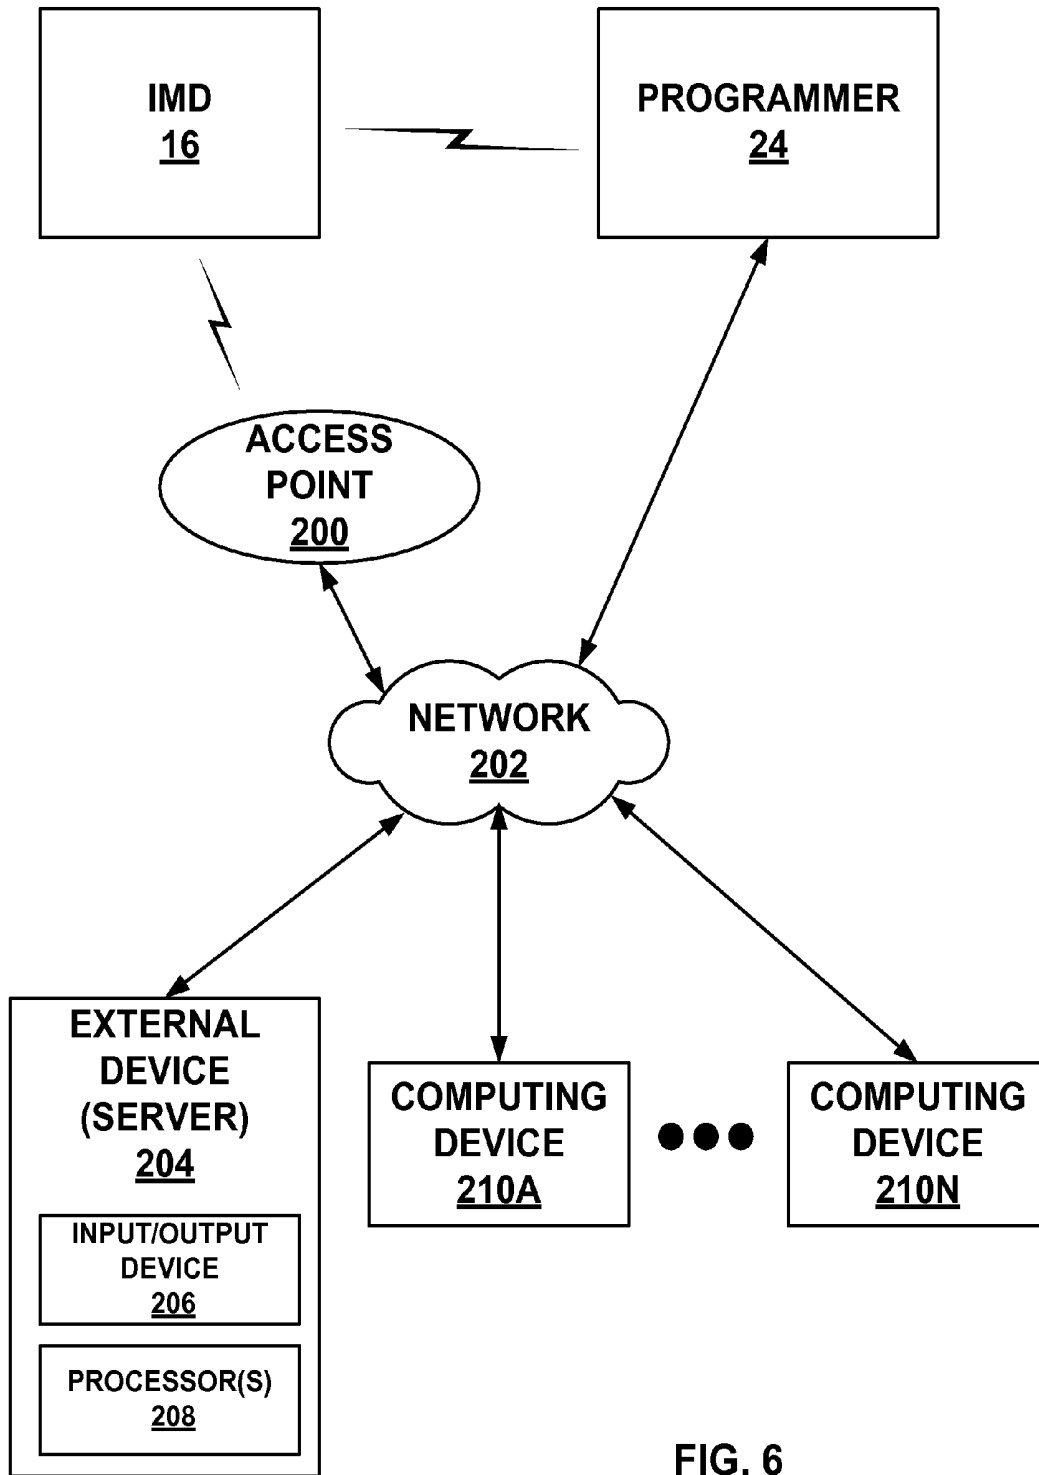 IMD
16
PROGRAMMER
24
ACCESS
POINT
200
NETWORK
202
EXTERNAL
DEVICE
(SERVER)
204
INPUT/OUTPUT
DEVICE
206
PROCESSOR(S)
208
COMPUTING
DEVICE
210A
COMPUTING
DEVICE
210N
FIG. 6